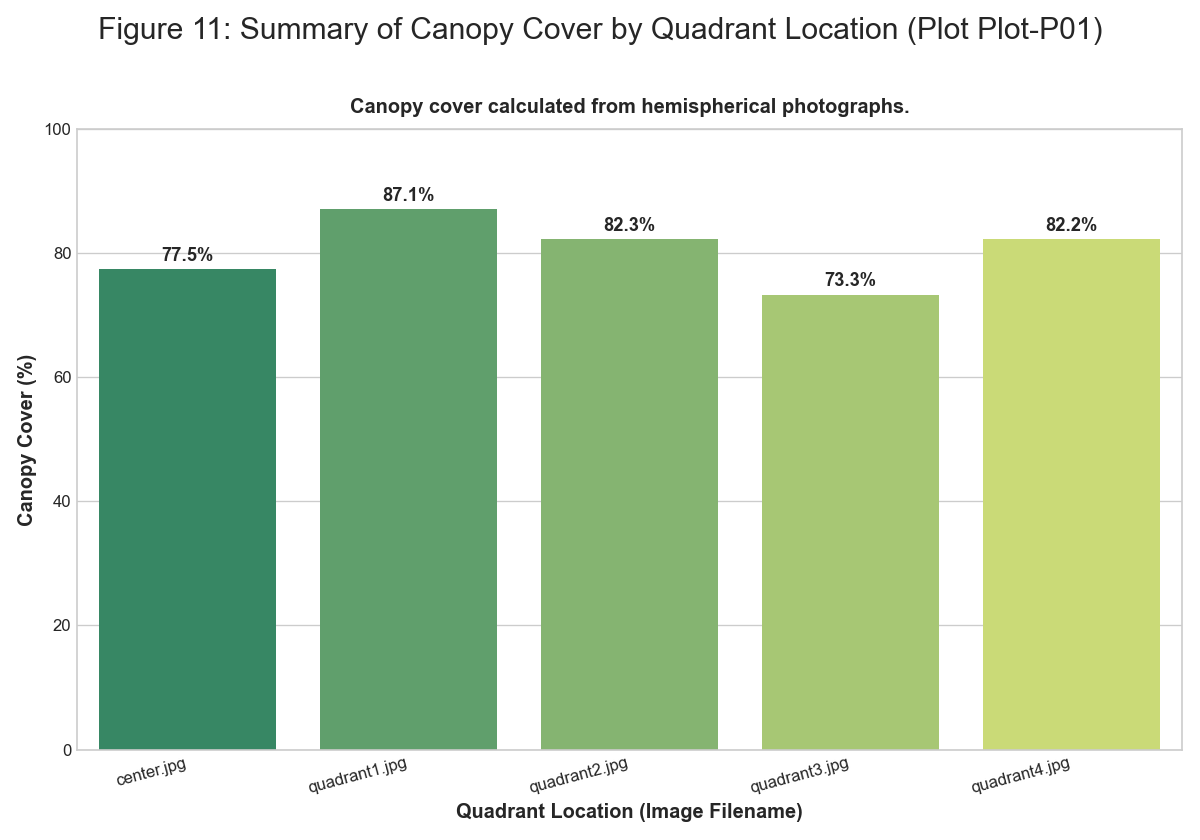 Figure 11: Summary of Canopy Cover by Quadrant Location (Plot Plot-P01)
Canopy cover calculated from hemispherical photographs.
100
80
60
40
20
0
Canopy Cover (%)
77.5%
87.1%
82.3%
73.3%
82.2%
center.jpg
quadrant1.jpg
quadrant2.jpg
quadrant3.jpg
quadrant4.jpg
Quadrant Location (Image Filename)